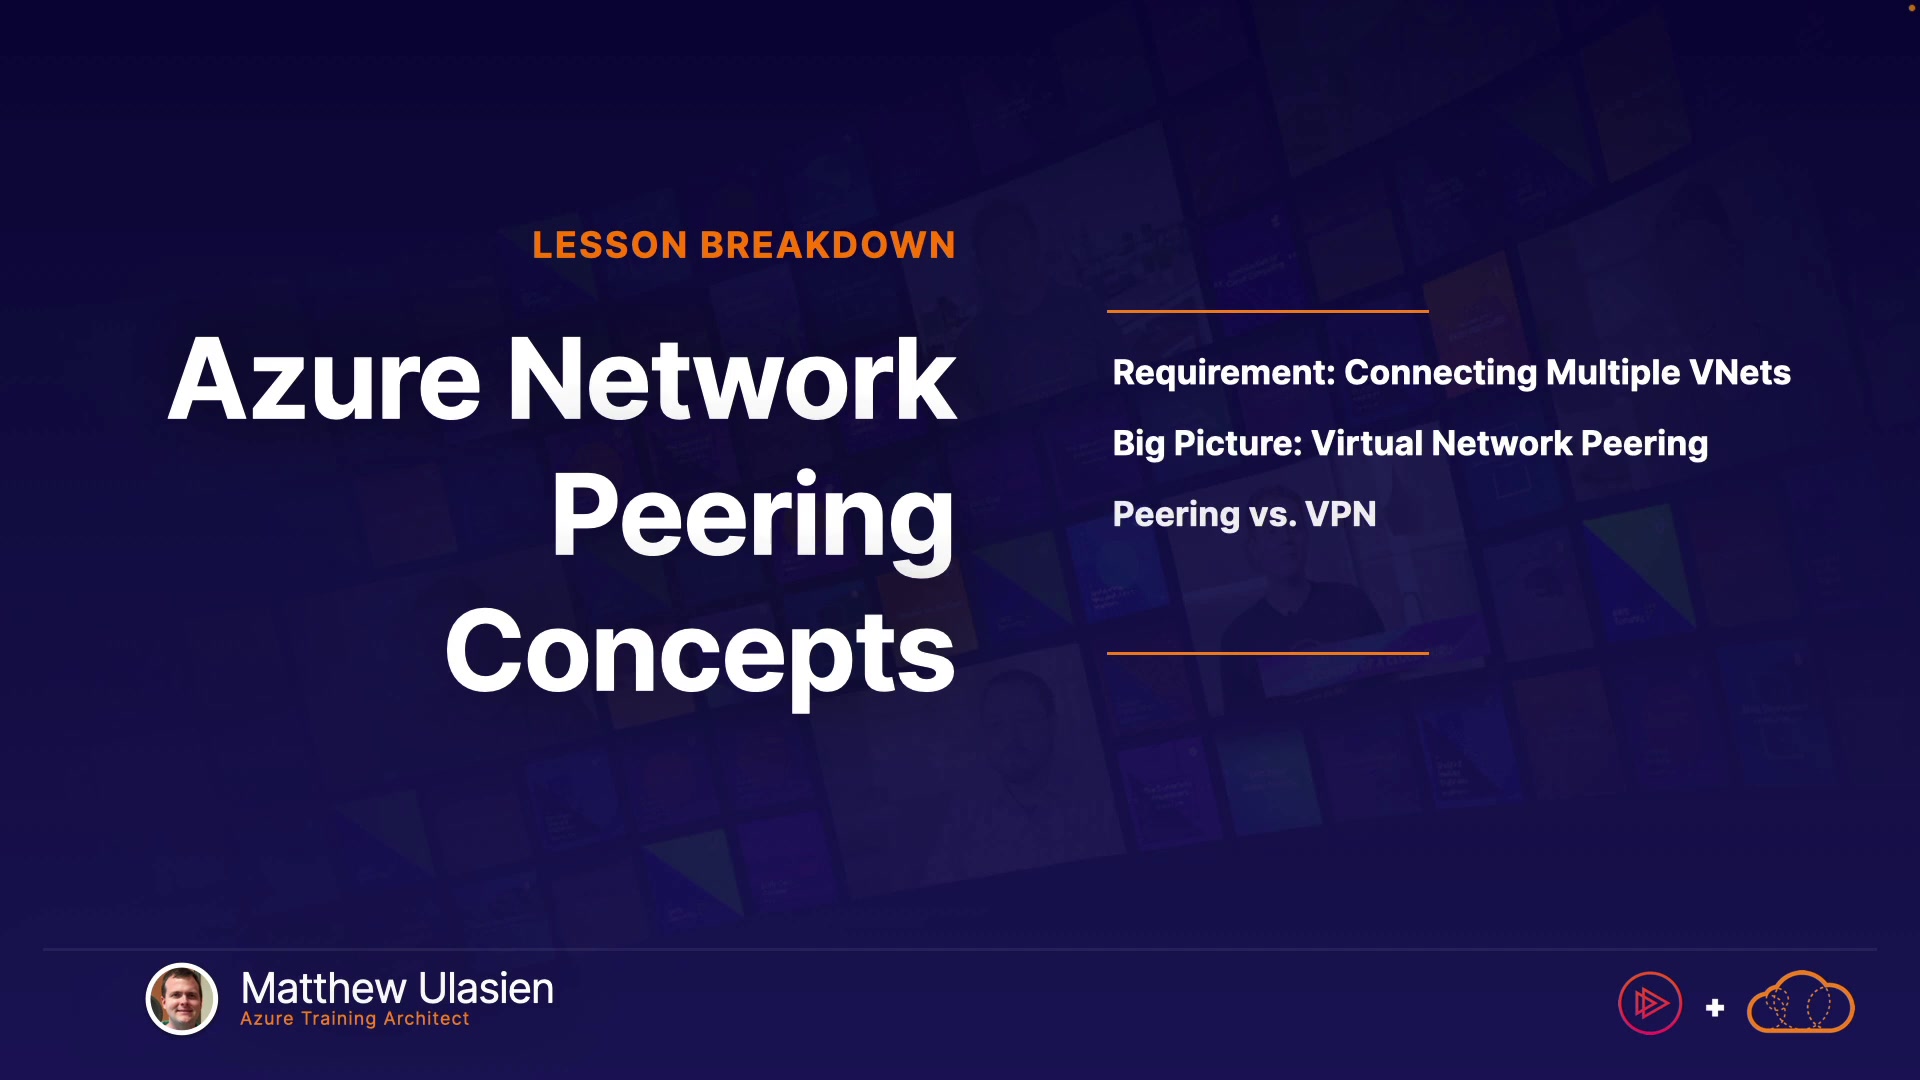 LESSON BREAKDOWN
Azure Network
Peering
Concepts
Requirement: Connecting Multiple VNets
Big Picture: Virtual Network Peering
Peering vs. VPN
Matthew Ulasien
Azure Training Architect
+